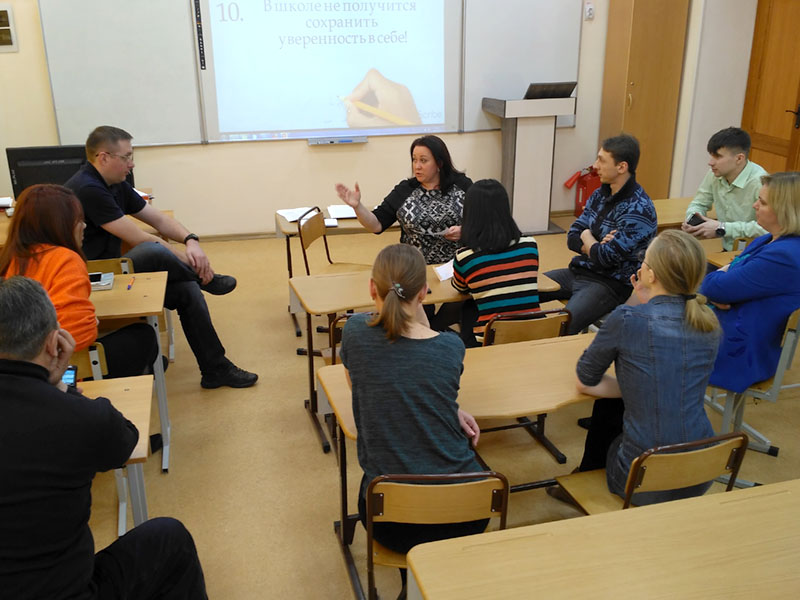 10.
В школе не получится
сохранить
уверенность в себе!